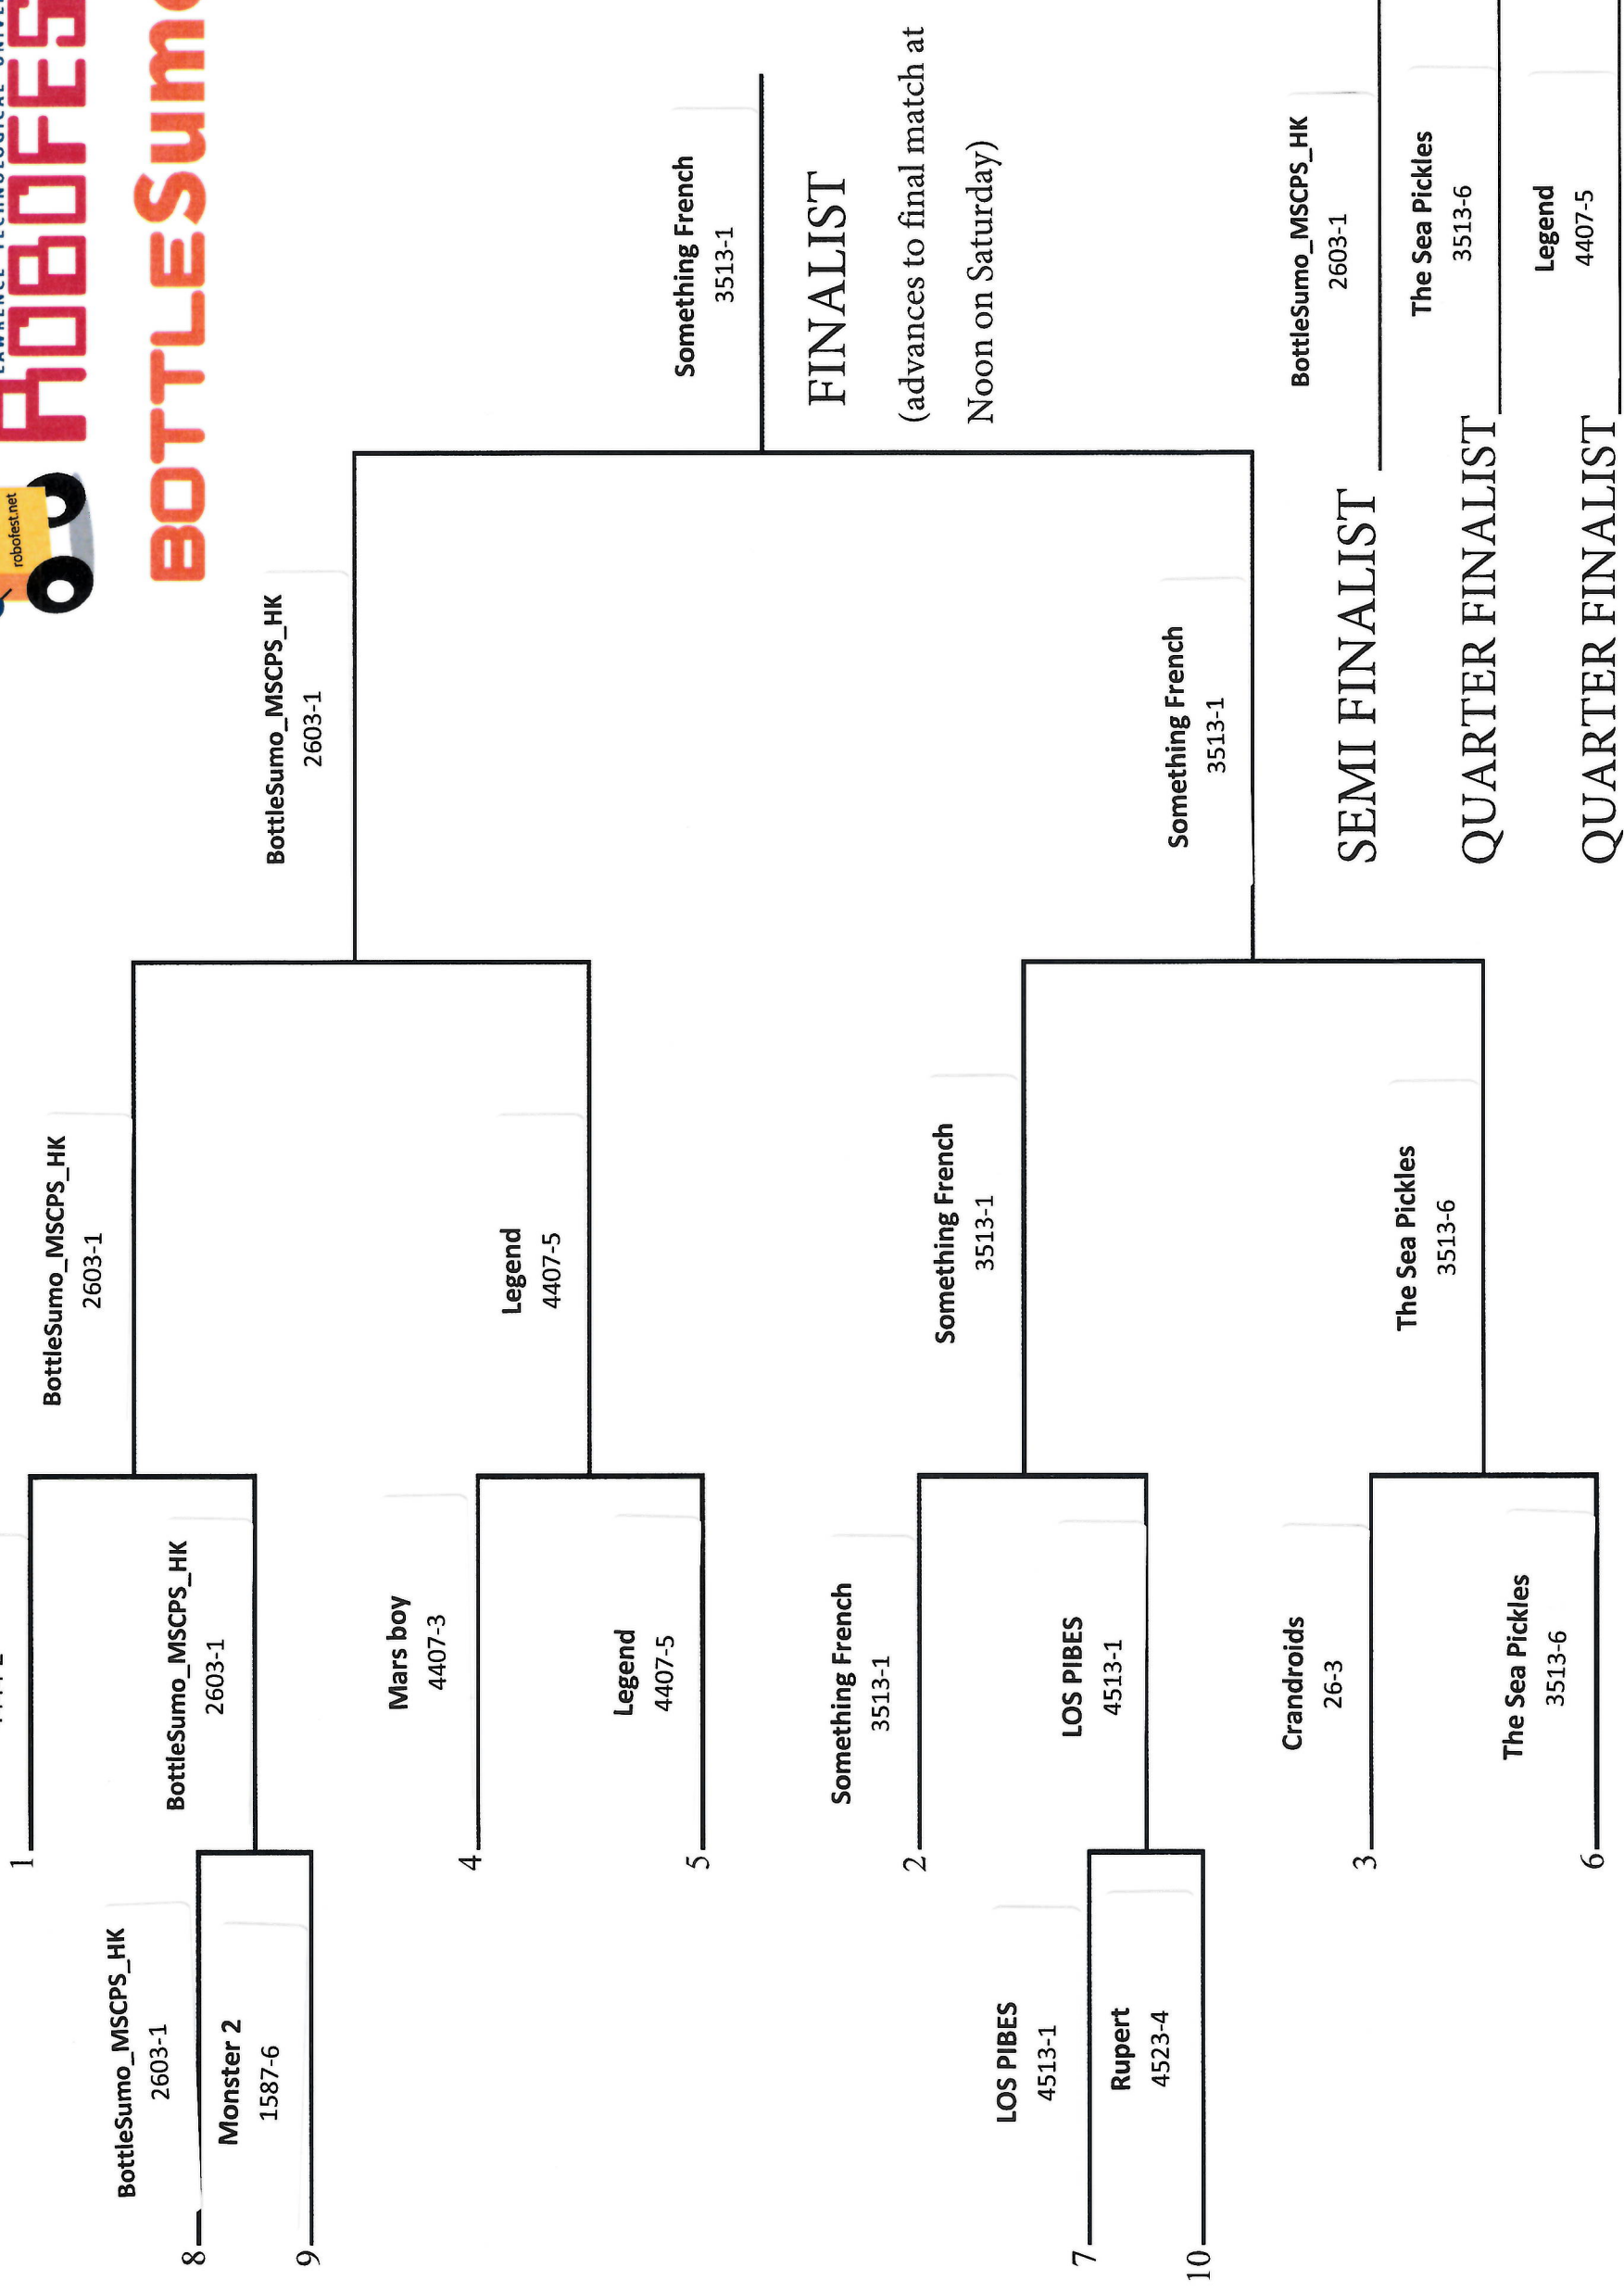 ROBOFES
robofest.net
BOTTLESumo
BottleSumo_MSCPS_HK
2603-1
Monster 2
1587-6
8
9
1
BottleSumo_MSCPS_HK
2603-1
Mars boy
4407-3
4
Legend
4407-5
5
BottleSumo_MSCPS_HK
2603-1
Legend
4407-5
BottleSumo_MSCPS_HK
2603-1
Something French
3513-1
FINALIST
(advances to final match at
Noon on Saturday)
LOS PIBES
4513-1
7
Rupert
4523-4
10
Something French
3513-1
2
LOS PIBES
4513-1
Crandroids
26-3
3
The Sea Pickles
3513-6
6
Something French
3513-1
The Sea Pickles
3513-6
Something French
3513-1
SEMI FINALIST
BottleSumo_MSCPS_HK
2603-1
QUARTER FINALIST
The Sea Pickles
3513-6
QUARTER FINALIST
Legend
4407-5